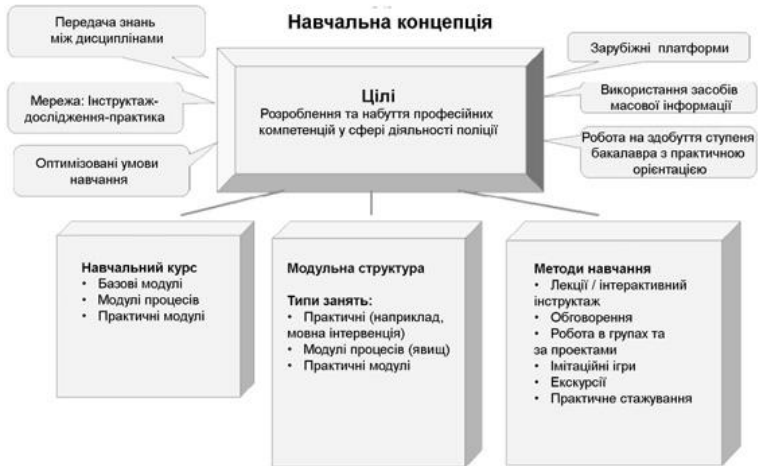 Навчальна концепція
Передача знань
між дисциплінами
Мережа: Інструктаж-
дослідження-практика
Оптимізовані умови
навчання
Цілі
Розроблення та набуття професійних
компетенцій у сфері діяльності поліції
Зарубіжні платформи
Використання засобів
масової інформації
Робота на здобуття ступеня
бакалавра з практичною
орієнтацією
Навчальний курс
• Базові модулі
• Модулі процесів
• Практичні модулі
Модульна структура
Типи занять:
• Практичні (наприклад,
мовна інтервенція)
• Модулі процесів (явищ)
• Практичні модулі
Методи навчання
• Лекції / інтерактивний
інструктаж
• Обговорення
• Робота в групах та
за проектами
• Імітаційні ігри
• Екскурсії
• Практичне стажування